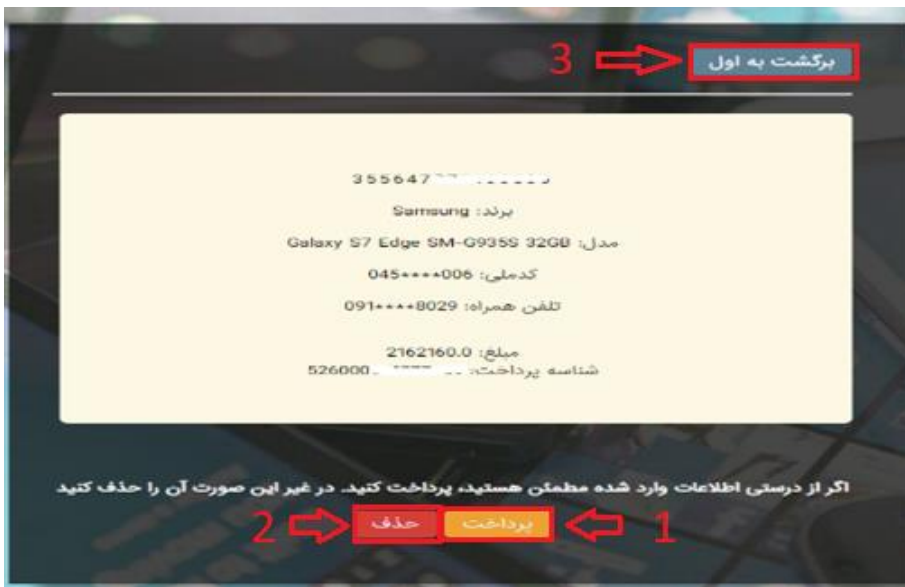 برگشت به اول
3
355647
برند: Samsung
مدل: Galaxy S7 Edge SM-G935S 32GB
کدملی: 045****006
تلفن همراه: 091****8029
مبلغ: 2162160.0
شناسه پرداخت: 526000
اگر از درستی اطلاعات وارد شده مطمئن هستید، پرداخت کنید. در غیر این صورت آن را حذف کنید
1 پرداخت حذف 2